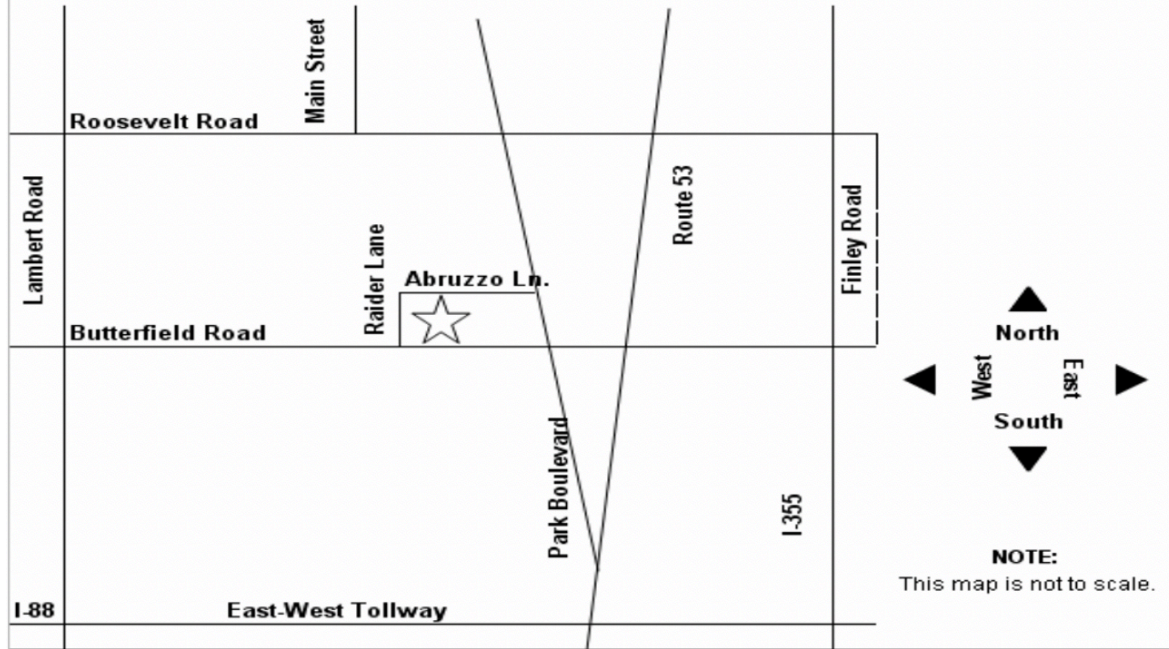 Main Street
Roosevelt Road
Lambert Road
Route 53
Finley Road
Raider Lane
Abruzzo Ln.
Butterfield Road
North
West
East
South
Park Boulevard
I-355
NOTE:
This map is not to scale.
I-88
East-West Tollway